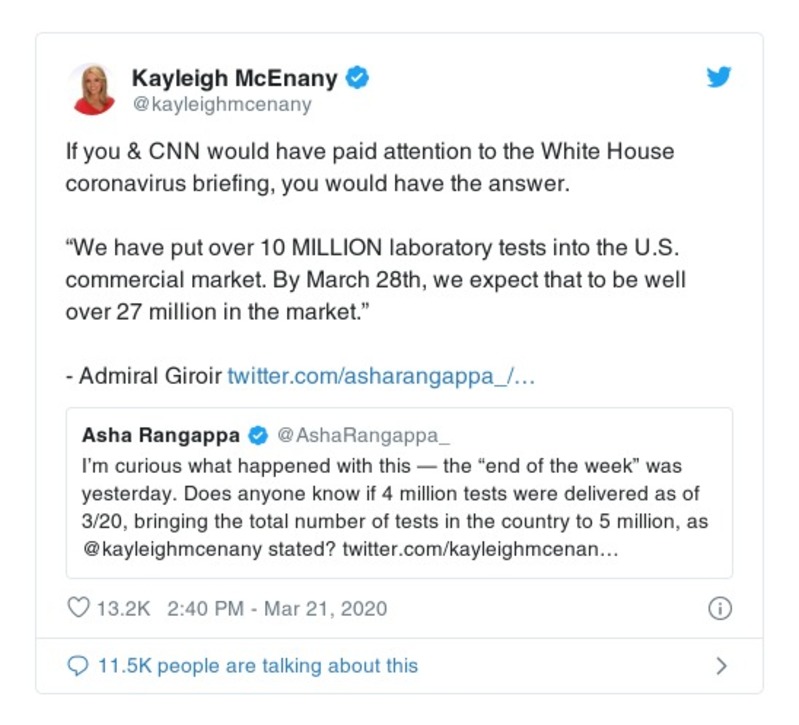 Kayleigh McEnany
@kayleighmcenany
If you & CNN would have paid attention to the White House
coronavirus briefing, you would have the answer.
“We have put over 10 MILLION laboratory tests into the U.S.
commercial market. By March 28th, we expect that to be well
over 27 million in the market.”
- Admiral Giroir twitter.com/asharangappa_/…
Asha Rangappa @AshaRangappa_
I’m curious what happened with this — the “end of the week” was
yesterday. Does anyone know if 4 million tests were delivered as of
3/20, bringing the total number of tests in the country to 5 million, as
@kayleighmcenany stated? twitter.com/kayleighmcenan…
13.2K 2:40 PM - Mar 21, 2020
11.5K people are talking about this